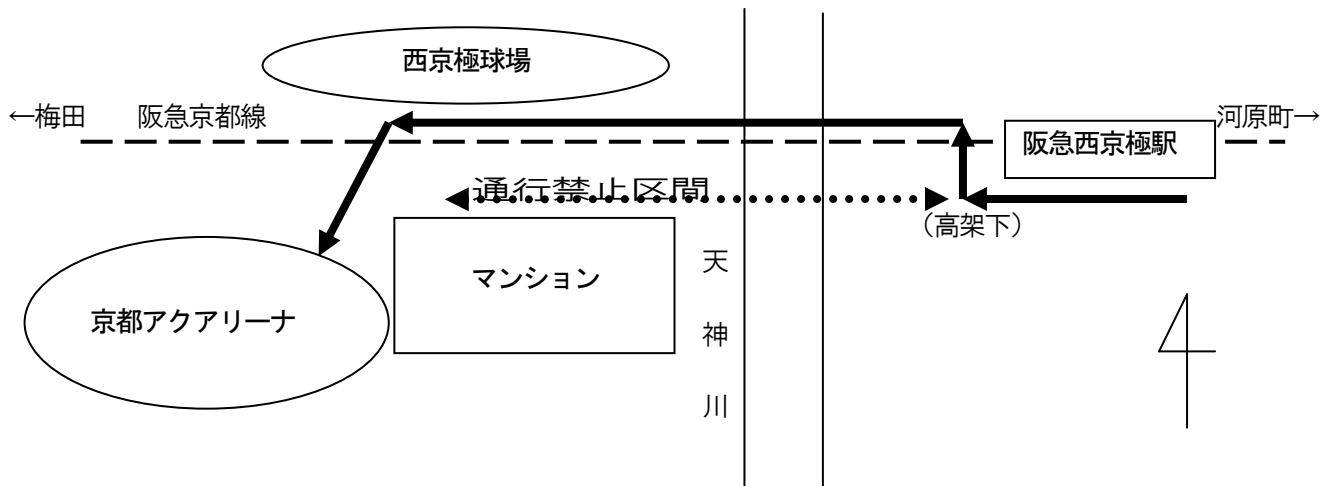 西京極球場
←梅田
阪急京都線
河原町→
阪急西京極駅
通行禁止区間
(高架下)
マンション
天神川
京都アクアリーナ